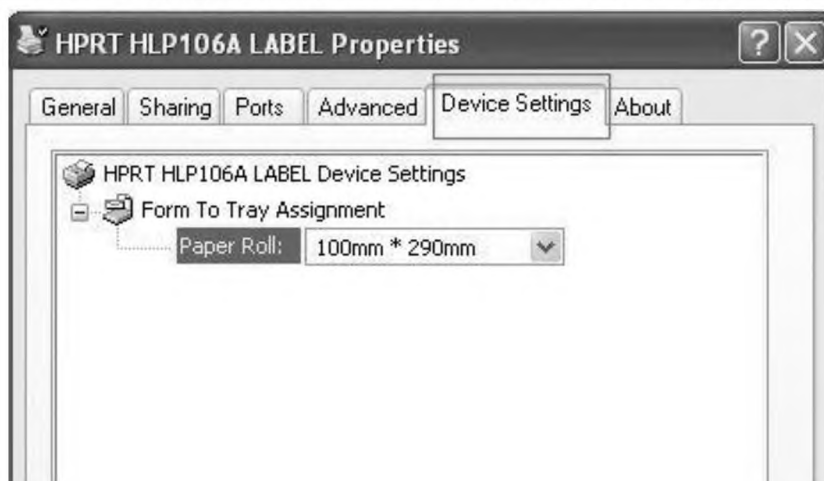 HPRT HLP106A LABEL Properties
General Sharing Ports Advanced Device Settings About
HPRT HLP106A LABEL Device Settings
Form To Tray Assignment
Paper Roll: 100mm * 290mm